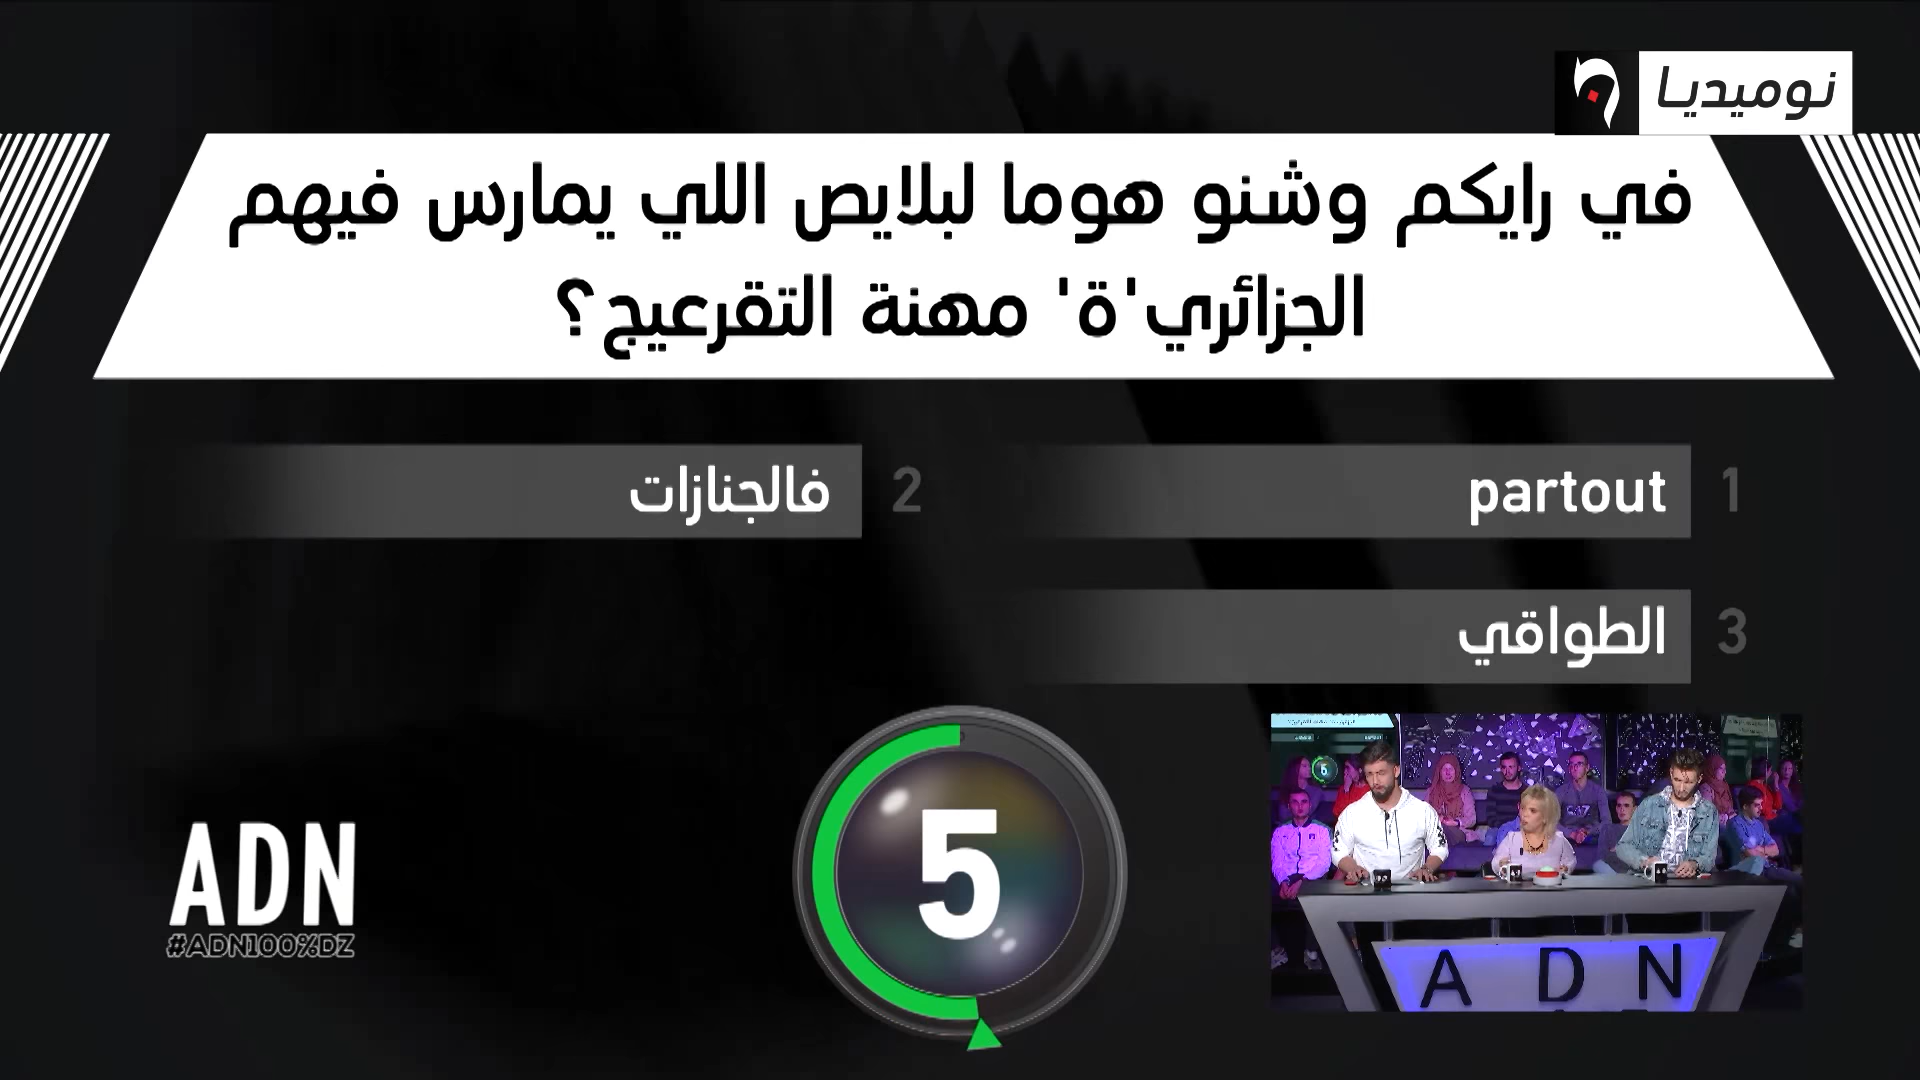 نوميديا
في رايكم وشنو هوما لبلايص اللي يمارس فيهم
الجزائري'ة' مهنة التقرعيج؟
1 partout
2 فالجنازات
3 الطواقي
5
ADN
#ADN100%DZ
A D N